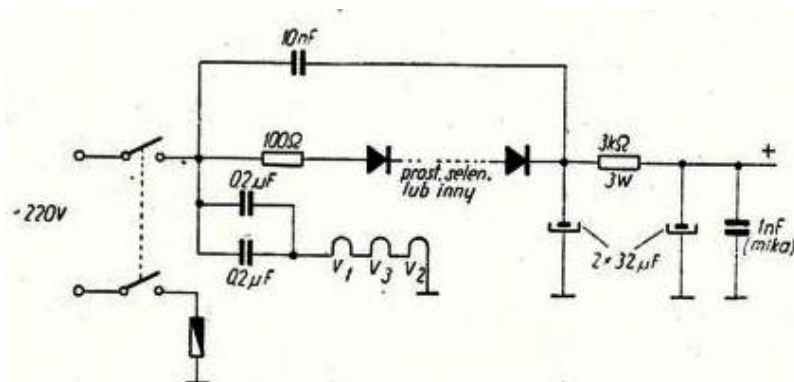 10nF
100Ω
prost. selen.
lub inny
3kΩ
3W
+
0,2µF
~220V
0,2µF
V1 V3 V2
2×32µF
1nF
(mika)